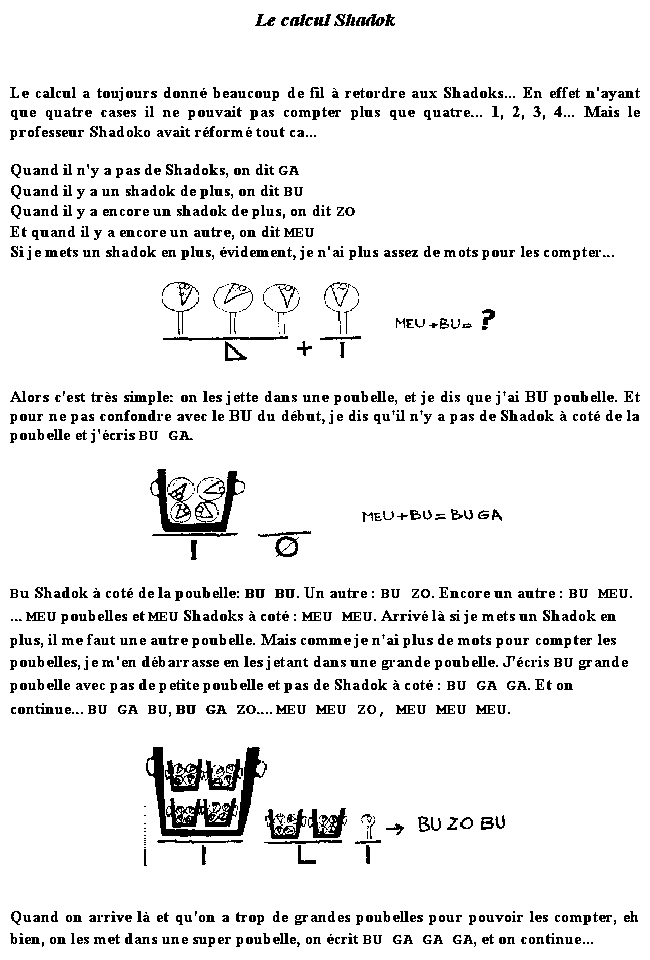 Le calcul Shadok
Le calcul a toujours donné beaucoup de fil à retordre aux Shadoks... En effet n'ayant
que quatre cases il ne pouvait pas compter plus que quatre... 1, 2, 3, 4... Mais le
professeur Shadoko avait réformé tout ca...
Quand il n'y a pas de Shadoks, on dit GA
Quand il y a un shadok de plus, on dit BU
Quand il y a encore un shadok de plus, on dit ZO
Et quand il y a encore un autre, on dit MEU
Si je mets un shadok en plus, évidement, je n'ai plus assez de mots pour les compter...
MEU+BU= ?
+ I
Alors c'est très simple: on les jette dans une poubelle, et je dis que j'ai BU poubelle. Et
pour ne pas confondre avec le BU du début, je dis qu'il n'y a pas de Shadok à coté de la
poubelle et j'écris BU GA.
MEU+BU=BU GA
I O
Bu Shadok à coté de la poubelle: BU BU. Un autre : BU ZO. Encore un autre : BU MEU.
... MEU poubelles et MEU Shadoks à coté : MEU MEU. Arrivé là si je mets un Shadok en
plus, il me faut une autre poubelle. Mais comme je n'ai plus de mots pour compter les
poubelles, je m'en débarrasse en les jetant dans une grande poubelle. J'écris BU grande
poubelle avec pas de petite poubelle et pas de Shadok à coté : BU GA GA. Et on
continue... BU GA BU, BU GA ZO.... MEU MEU ZO, MEU MEU MEU.
→ BU ZO BU
I L I
Quand on arrive là et qu'on a trop de grandes poubelles pour pouvoir les compter, eh
bien, on les met dans une super poubelle, on écrit BU GA GA GA, et on continue...